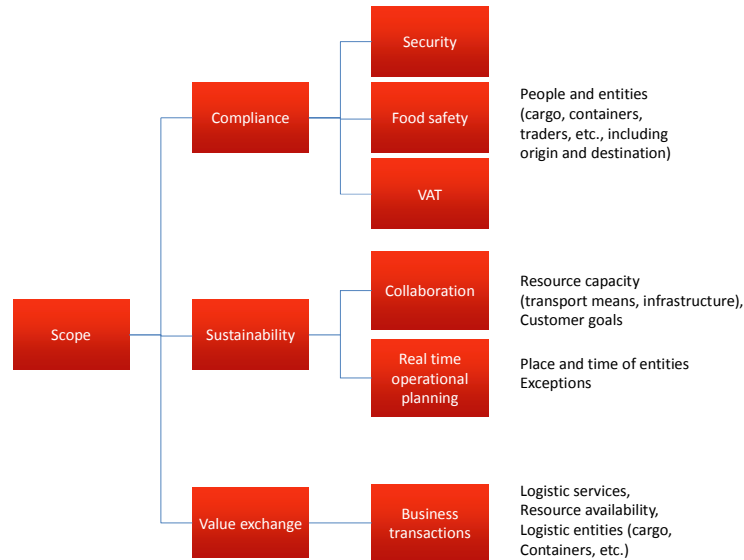 Security
Compliance
Food safety
People and entities
(cargo, containers,
traders, etc., including
origin and destination)
VAT
Scope
Sustainability
Collaboration
Resource capacity
(transport means, infrastructure),
Customer goals
Real time
operational
planning
Place and time of entities
Exceptions
Value exchange
Business
transactions
Logistic services,
Resource availability,
Logistic entities (cargo,
Containers, etc.)